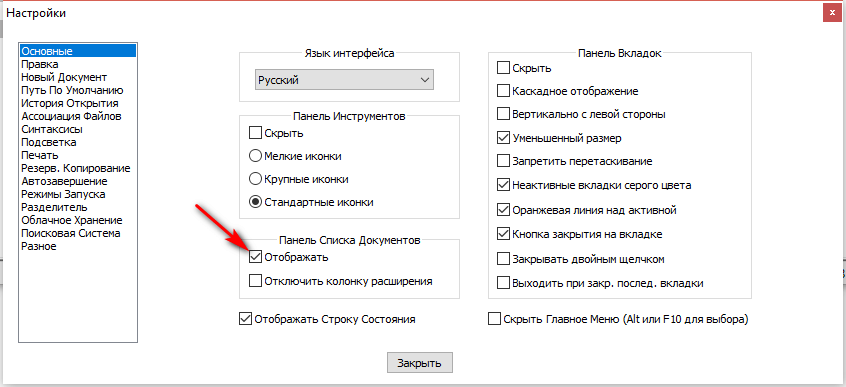 Настройки
x
Основные
Правка
Новый Документ
Путь По Умолчанию
История Открытия
Ассоциация Файлов
Синтаксисы
Подсветка
Печать
Резерв. Копирование
Автозавершение
Режимы Запуска
Разделитель
Облачное Хранение
Поисковая Система
Разное
Язык интерфейса
Русский
Панель Инструментов
Скрыть
Мелкие иконки
Крупные иконки
Стандартные иконки
Панель Списка Документов
Отображать
Отключить колонку расширения
Отображать Строку Состояния
Панель Вкладок
Скрыть
Каскадное отображение
Вертикально с левой стороны
Уменьшенный размер
Запретить перетаскивание
Неактивные вкладки серого цвета
Оранжевая линия над активной
Кнопка закрытия на вкладке
Закрывать двойным щелчком
Выходить при закр. послед. вкладки
Скрыть Главное Меню (Alt или F10 для выбора)
Закрыть